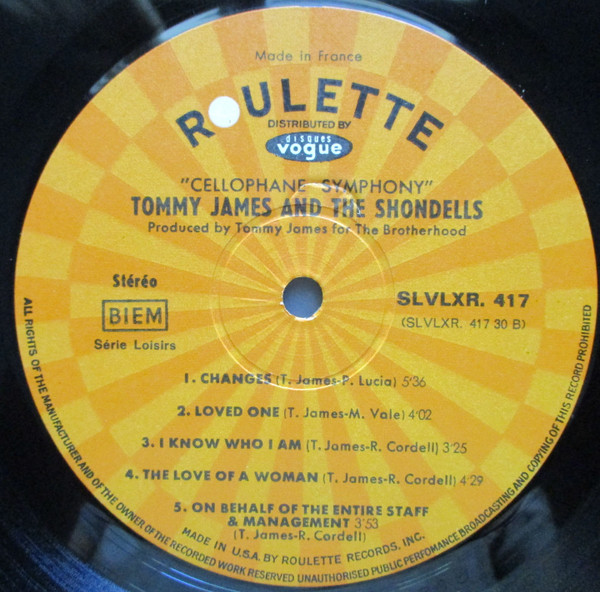 Made in France
ROULETTE
DISTRIBUTED BY
disques
vogue
"CELLOPHANE SYMPHONY"
TOMMY JAMES AND THE SHONDELLS
Produced by Tommy James for The Brotherhood
Stéréo
BIEM
Série Loisirs
SLVLXR. 417
(SLVLXR. 417 30 B)
1. CHANGES (T. James-P. Lucia) 5'36
2. LOVED ONE (T. James-M. Vale) 4'02
3. I KNOW WHO I AM (T. James-R. Cordell) 3'25
4. THE LOVE OF A WOMAN (T. James-R. Cordell) 4'29
5. ON BEHALF OF THE ENTIRE STAFF
& MANAGEMENT 3'53
(T. James-R. Cordell)
MADE IN U.S.A. BY ROULETTE RECORDS, INC.
ALL RIGHTS OF THE MANUFACTURER AND OF THE OWNER OF THE RECORDED WORK RESERVED UNAUTHORISED PUBLIC PERFOMANCE BROADCASTING AND COPYING OF THIS RECORD PROHIBITED